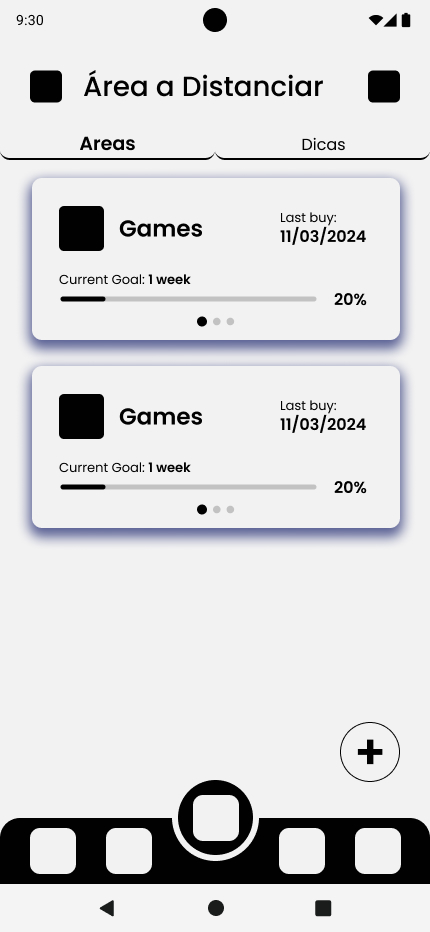 9:30
Área a Distanciar
Areas
Dicas
Games
Last buy:
11/03/2024
Current Goal: 1 week
20%
Games
Last buy:
11/03/2024
Current Goal: 1 week
20%